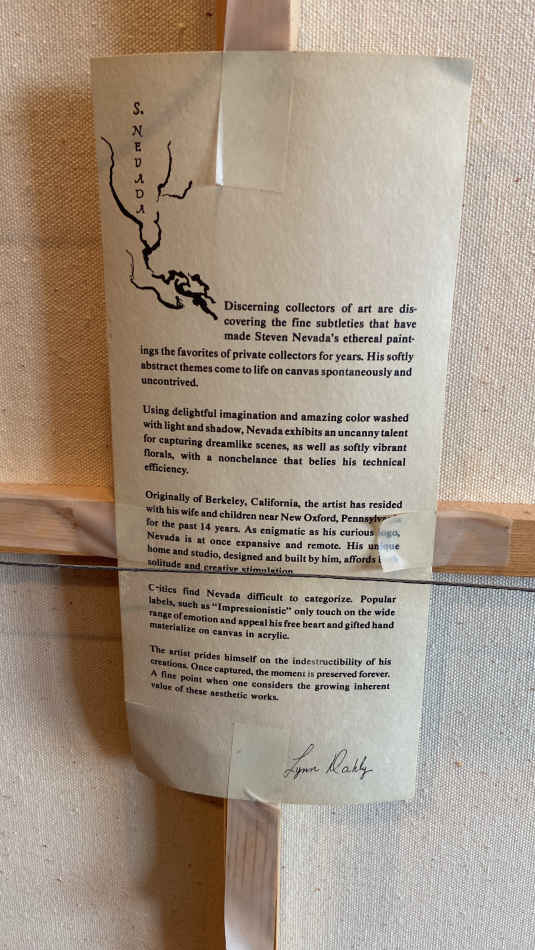 S.
NEVADA
Discerning collectors of art are dis-
covering the fine subtleties that have
made Steven Nevada's ethereal paint-
ings the favorites of private collectors for years. His softly
abstract themes come to life on canvas spontaneously and
uncontrived.
Using delightful imagination and amazing color washed
with light and shadow, Nevada exhibits an uncanny talent
for capturing dreamlike scenes, as well as softly vibrant
florals, with a nonchelance that belies his technical
efficiency.
Originally of Berkeley, California, the artist has resided
with his wife and children near New Oxford, Pennsylvania
for the past 14 years. As enigmatic as his curious logo,
Nevada is at once expansive and remote. His unique
home and studio, designed and built by him, affords
solitude and creative stimulation
Critics find Nevada difficult to categorize. Popular
labels, such as "Impressionistic" only touch on the wide
range of emotion and appeal his free heart and gifted hand
materialize on canvas in acrylic.
The artist prides himself on the indestructibility of his
creations. Once captured, the moment is preserved forever.
A fine point when one considers the growing inherent
value of these aesthetic works.
Lynn Dahly